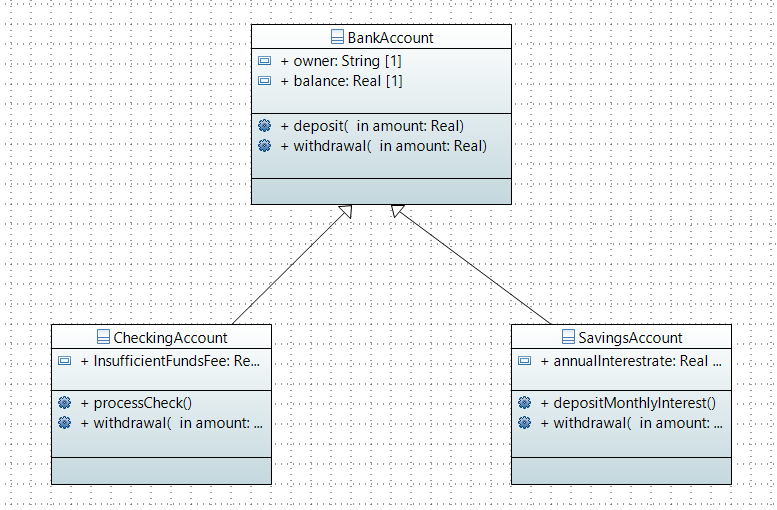 BankAccount
+ owner: String [1]
+ balance: Real [1]
+ deposit(  in amount: Real)
+ withdrawal(  in amount: Real)
CheckingAccount
+ InsufficientFundsFee: Re...
+ processCheck()
+ withdrawal(  in amount: ...
SavingsAccount
+ annualInterestrate: Real ...
+ depositMonthlyInterest()
+ withdrawal(  in amount: ...